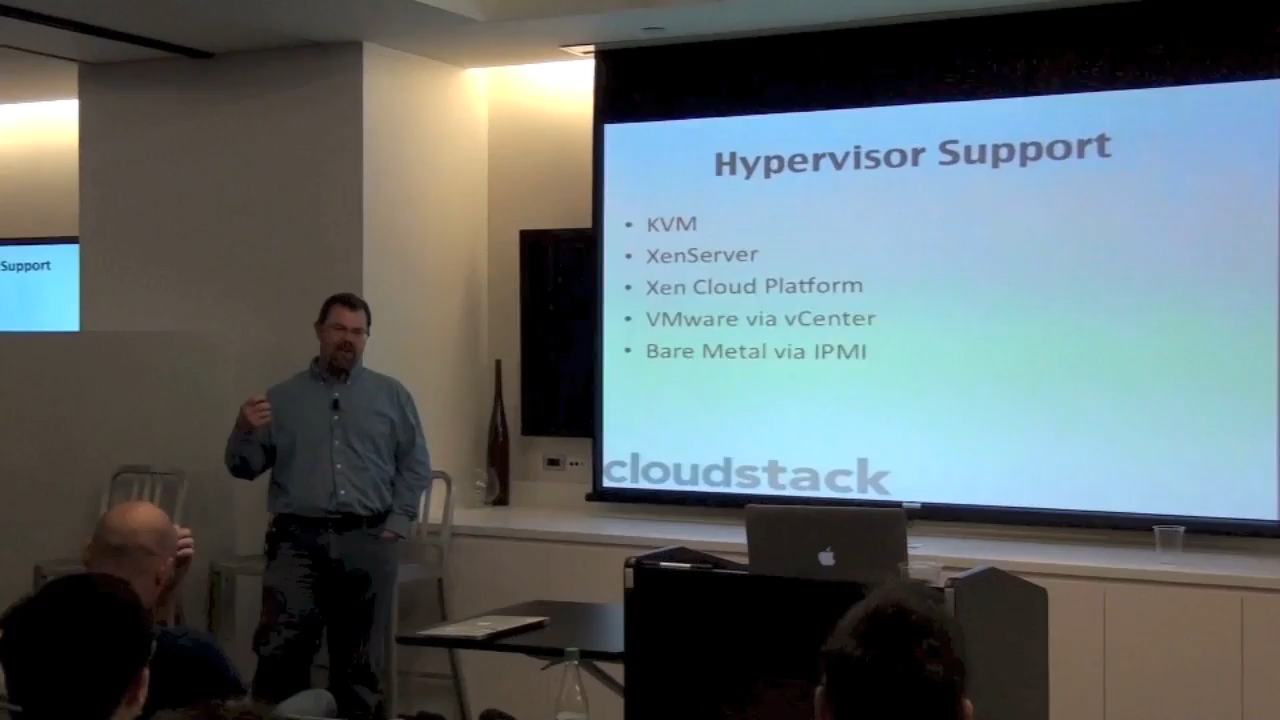 Support
Hypervisor Support
• KVM
• XenServer
• Xen Cloud Platform
• VMware via vCenter
• Bare Metal via IPMI
cloudstack